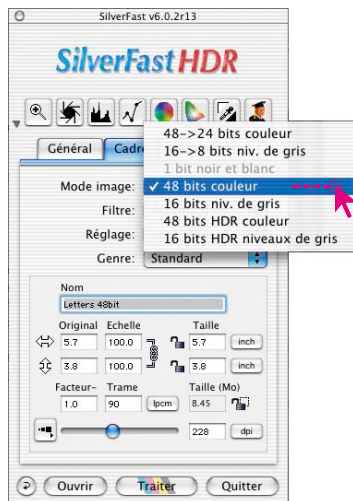 SilverFast v6.0.2r13
SilverFast HDR
48->24 bits couleur
16->8 bits niv. de gris
1 bit noir et blanc
✓ 48 bits couleur
16 bits niv. de gris
48 bits HDR couleur
16 bits HDR niveaux de gris
Général Cadre
Mode image:
Filtre:
Réglage:
Genre: Standard
Nom
Letters 48bit
Original Echelle Taille
5.7 100.0 5.7 inch
3.8 100.0 3.8 inch
Facteur- Trame Taille (Mo)
1.0 90 lpcm 8.45
228 dpi
Ouvrir Traiter Quitter